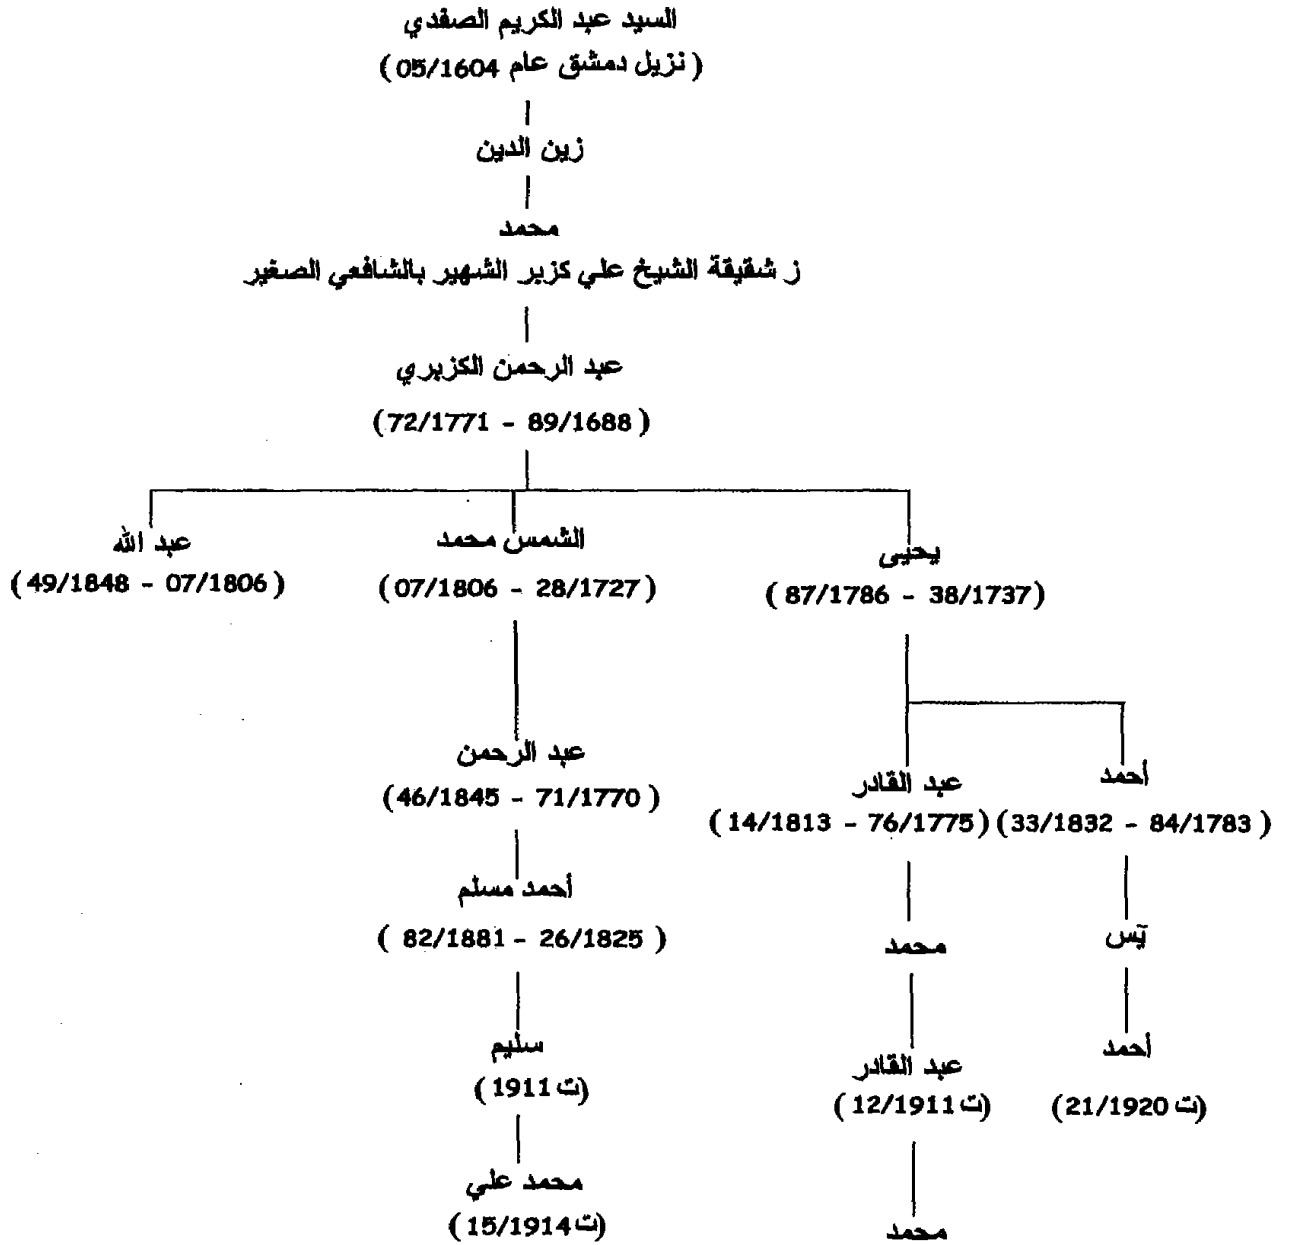 السيد عبد الكريم الصفدي
( نزيل دمشق عام 05/1604 )
زين الدين
محمد
ز شقيقة الشيخ علي كزبر الشهير بالشافعي الصغير
عبد الرحمن الكزبري
( 72/1771 - 89/1688 )
يحيى
( 87/1786 - 38/1737 )
الشمس محمد
( 07/1806 - 28/1727 )
عبد الله
( 49/1848 - 07/1806 )
أحمد
( 33/1832 - 84/1783 )
عبد القادر
( 14/1813 - 76/1775 )
عبد الرحمن
( 46/1845 - 71/1770 )
أحمد مسلم
( 82/1881 - 26/1825 )
يٓس
محمد
أحمد
(ت 21/1920 )
عبد القادر
(ت 12/1911 )
سليم
(ت 1911 )
محمد علي
(ت 15/1914 )
محمد